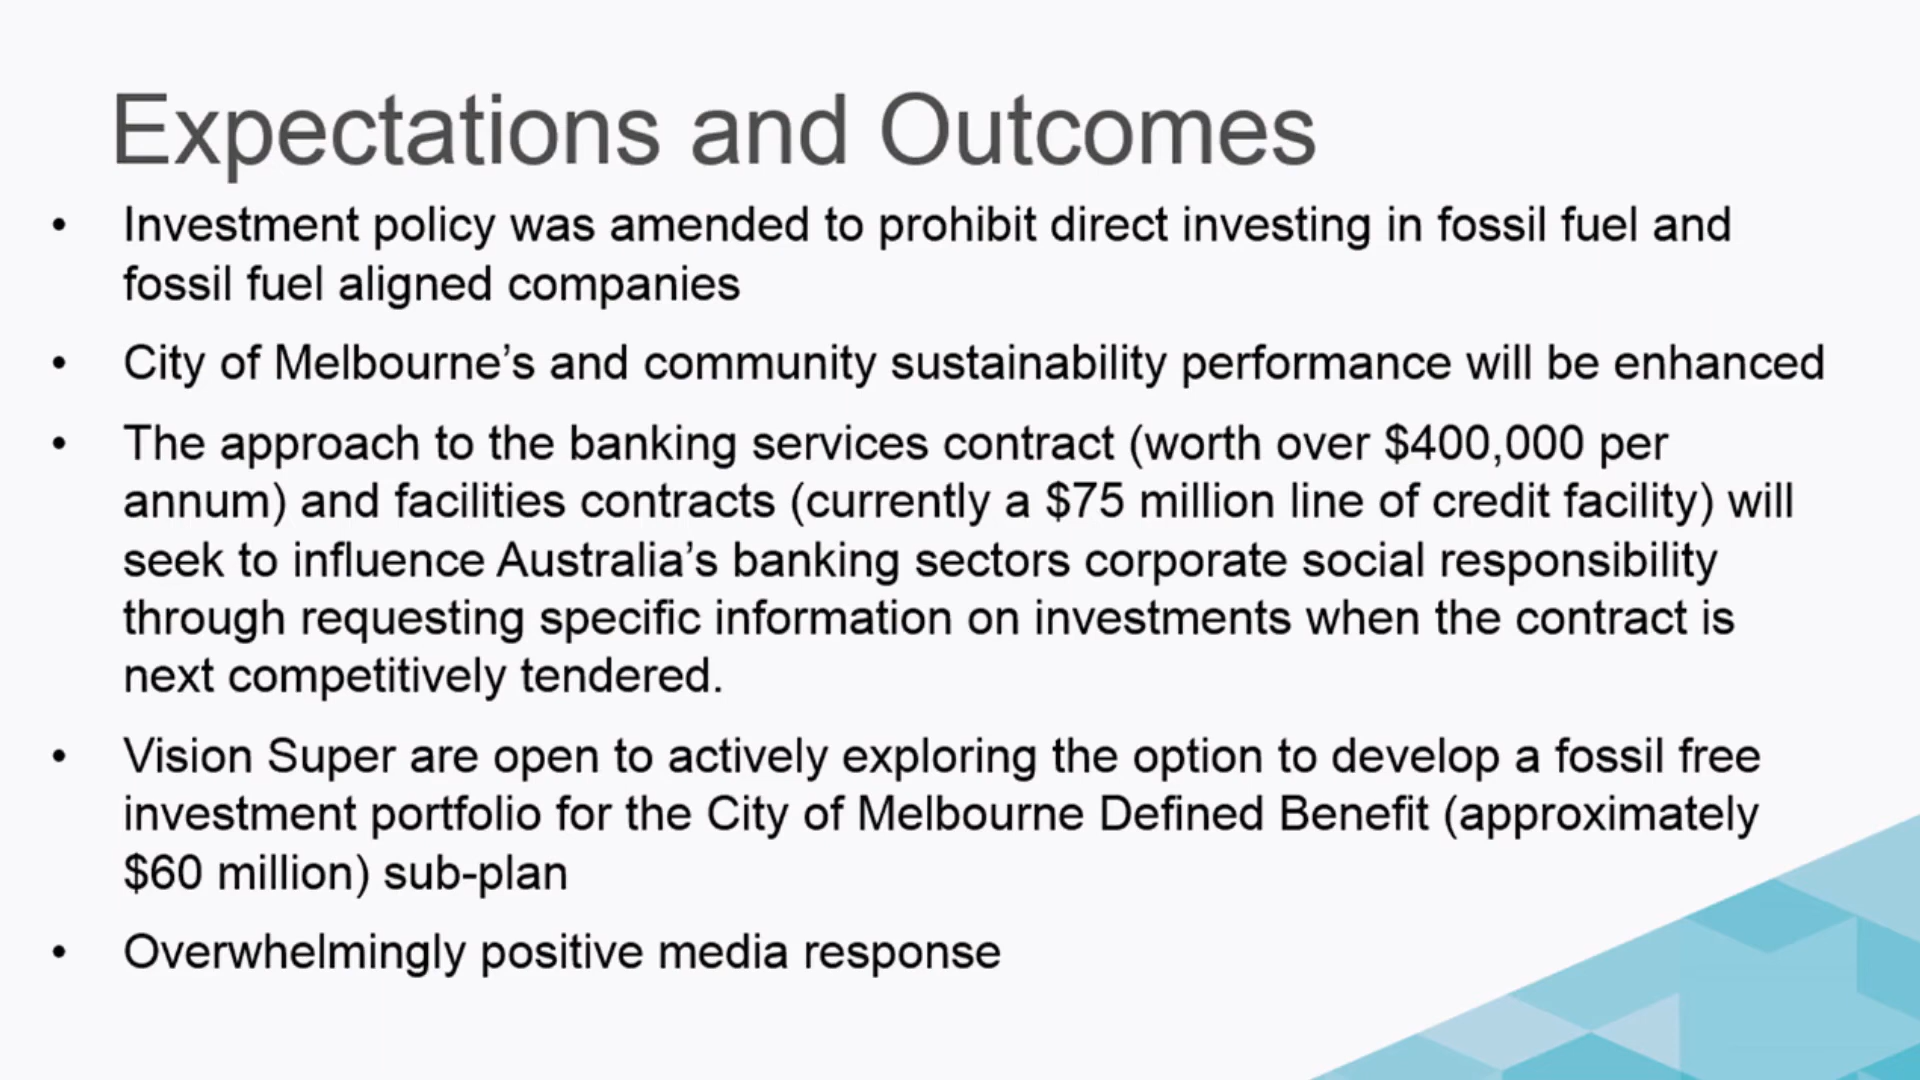 Expectations and Outcomes
• Investment policy was amended to prohibit direct investing in fossil fuel and
fossil fuel aligned companies
• City of Melbourne’s and community sustainability performance will be enhanced
• The approach to the banking services contract (worth over $400,000 per
annum) and facilities contracts (currently a $75 million line of credit facility) will
seek to influence Australia’s banking sectors corporate social responsibility
through requesting specific information on investments when the contract is
next competitively tendered.
• Vision Super are open to actively exploring the option to develop a fossil free
investment portfolio for the City of Melbourne Defined Benefit (approximately
$60 million) sub-plan
• Overwhelmingly positive media response